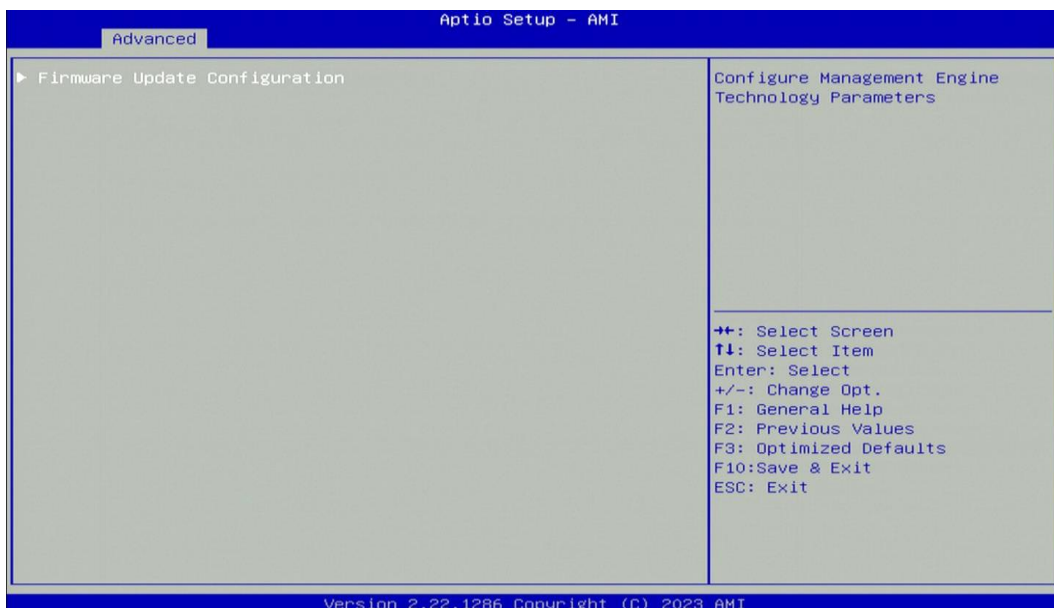 Aptio Setup – AMI
Advanced
▶ Firmware Update Configuration
Configure Management Engine
Technology Parameters
→←: Select Screen
↑↓: Select Item
Enter: Select
+/-: Change Opt.
F1: General Help
F2: Previous Values
F3: Optimized Defaults
F10:Save & Exit
ESC: Exit
Version 2.22.1286 Copyright (C) 2023 AMI